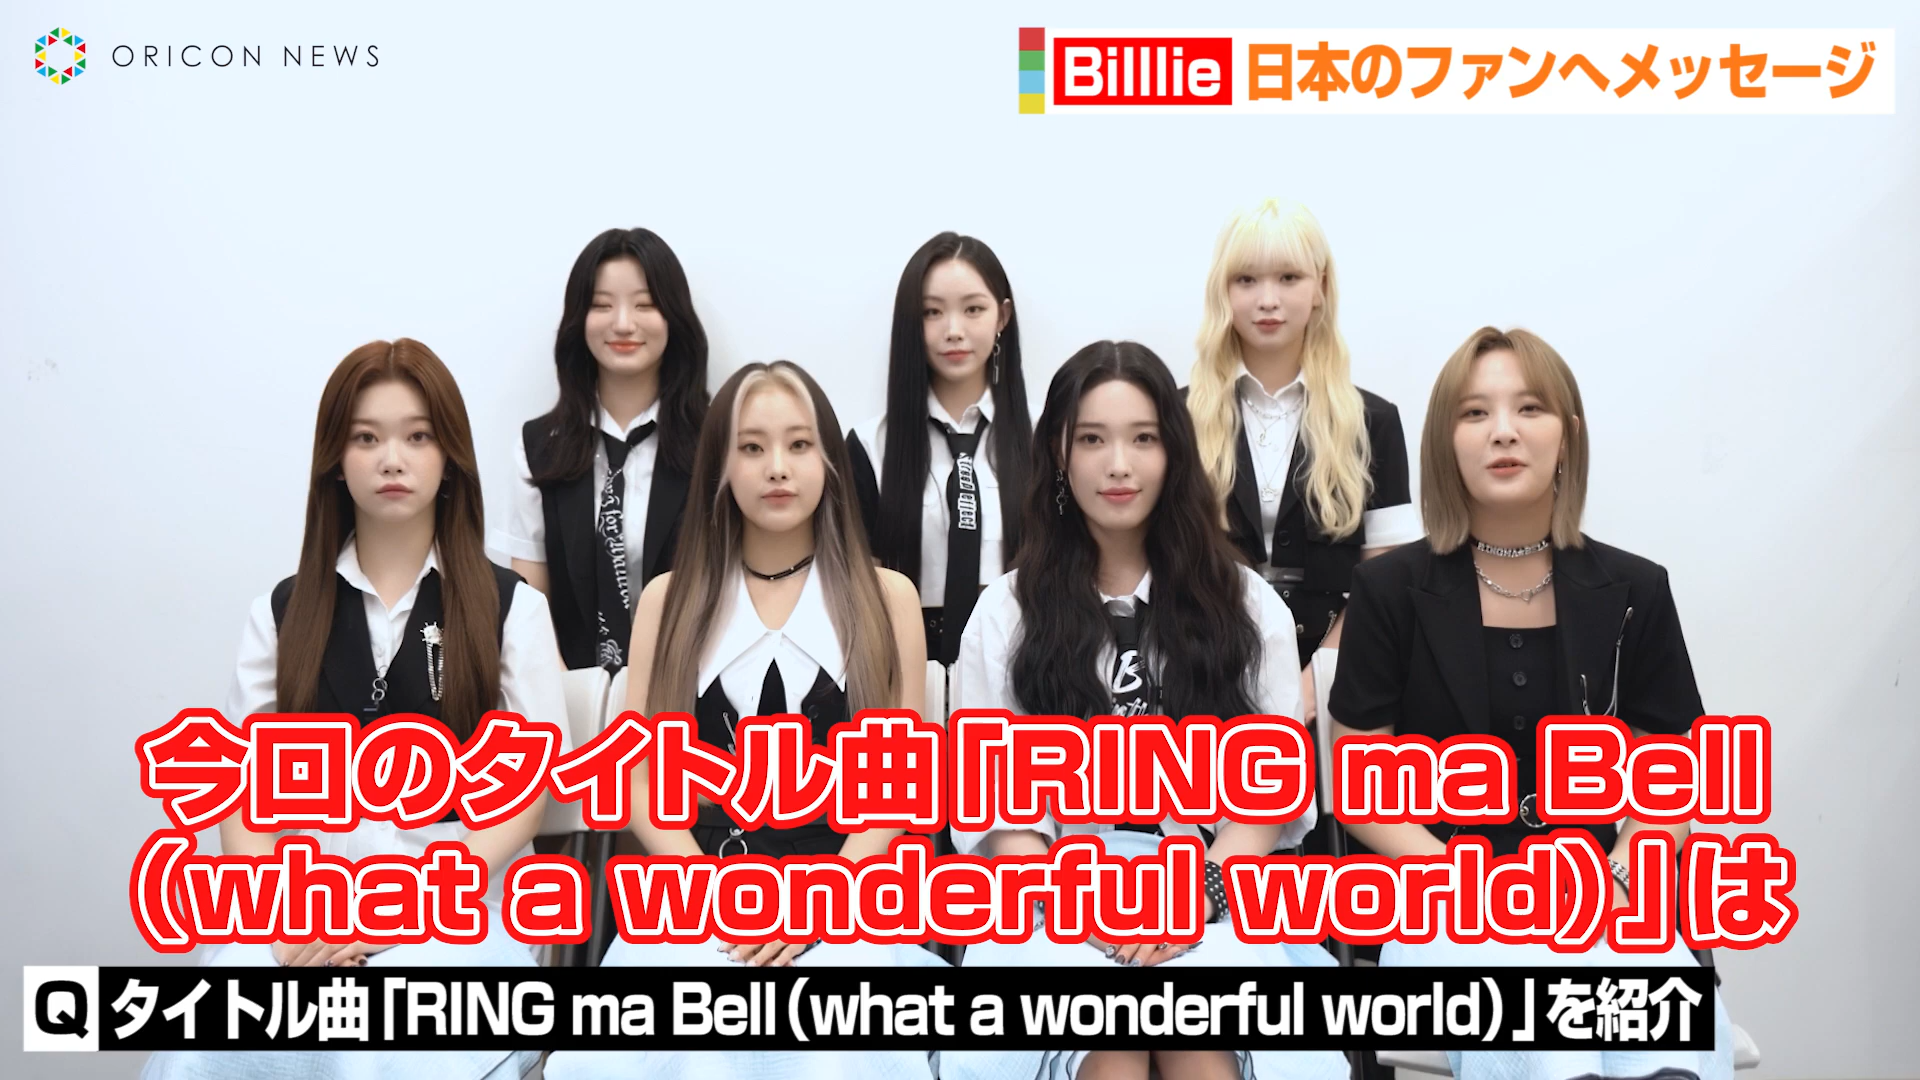 ORICON NEWS
Billlie 日本のファンへメッセージ
今回のタイトル曲「RING ma Bell
(what a wonderful world)」は
Q タイトル曲「RING ma Bell(what a wonderful world)」を紹介